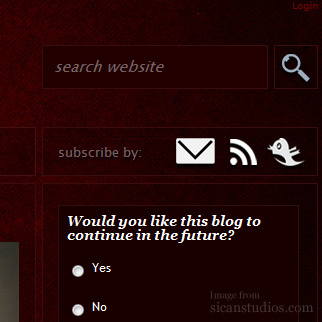 Login
search website
subscribe by:
Would you like this blog to
continue in the future?
Yes
No
Image from
sicanstudios.com